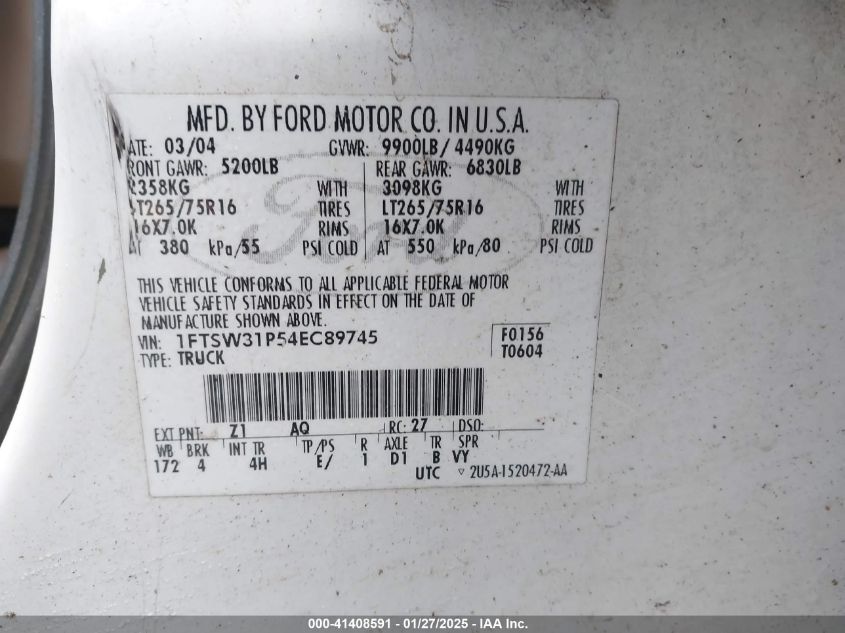 MFD. BY FORD MOTOR CO. IN U.S.A.
ATE: 03/04 GVWR: 9900LB/ 4490KG
RONT GAWR: 5200LB REAR GAWR: 6830LB
2358KG WITH 3098KG WITH
LT265/75R16 TIRES LT265/75R16 TIRES
16X7.0K RIMS 16X7.0K RIMS
AT 380 kPa/55 PSI COLD AT 550 kPa/80 PSI COLD
Ford
THIS VEHICLE CONFORMS TO ALL APPLICABLE FEDERAL MOTOR
VEHICLE SAFETY STANDARDS IN EFFECT ON THE DATE OF
MANUFACTURE SHOWN ABOVE.
VIN: 1FTSW31P54EC89745 F0156
TYPE: TRUCK T0604
EXT PNT: Z1 AQ RC: 27 DSO:
WB BRK INT TR TP/PS R AXLE TR SPR
172 4 4H E/ 1 D1 B VY
UTC ▽ 2U5A-1520472-AA
000-41408591 - 01/27/2025 - IAA Inc.